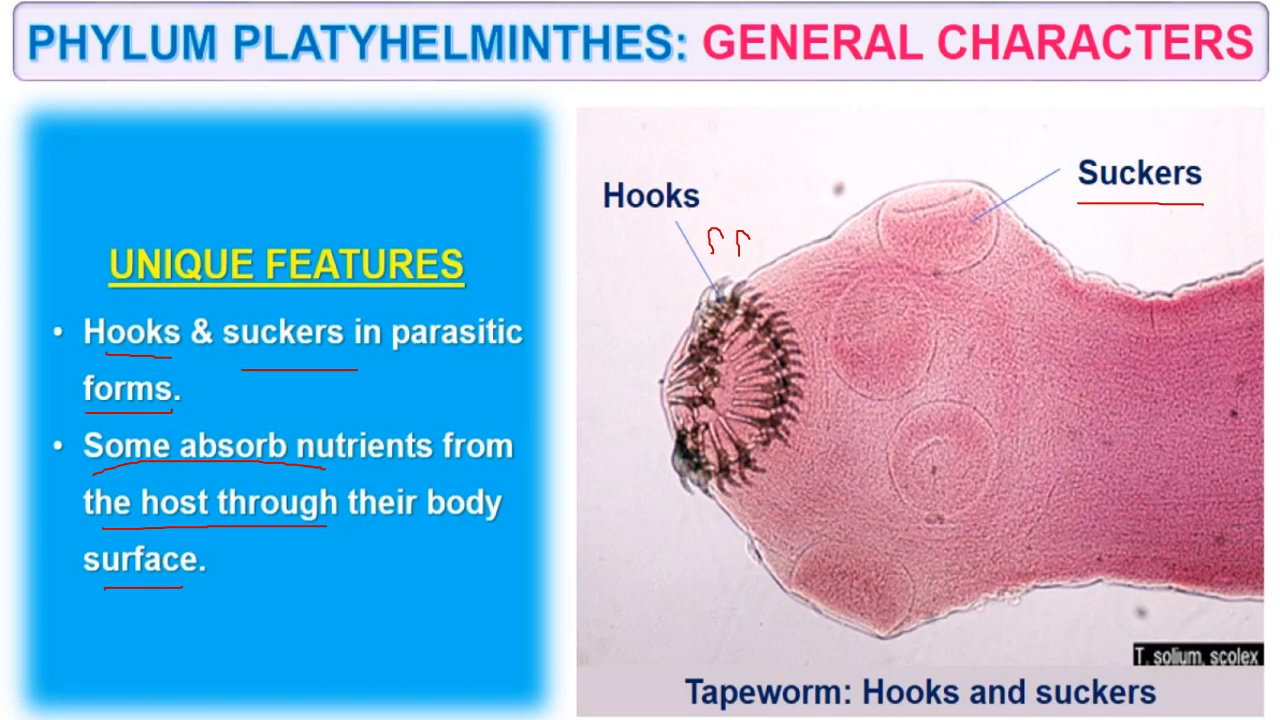 PHYLUM PLATYHELMINTHES: GENERAL CHARACTERS
UNIQUE FEATURES
• Hooks & suckers in parasitic
forms.
• Some absorb nutrients from
the host through their body
surface.
Hooks
Suckers
T. solium, scolex
Tapeworm: Hooks and suckers